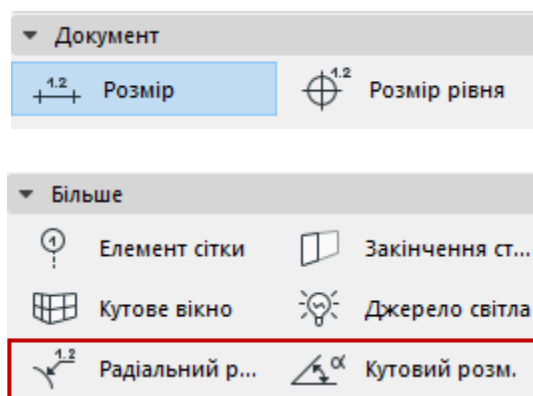 Документ
1.2 Розмір 1.2 Розмір рівня
Більше
1 Елемент сітки Закінчення ст...
Кутове вікно Джерело світла
1.2 Радіальний р... α Кутовий розм.